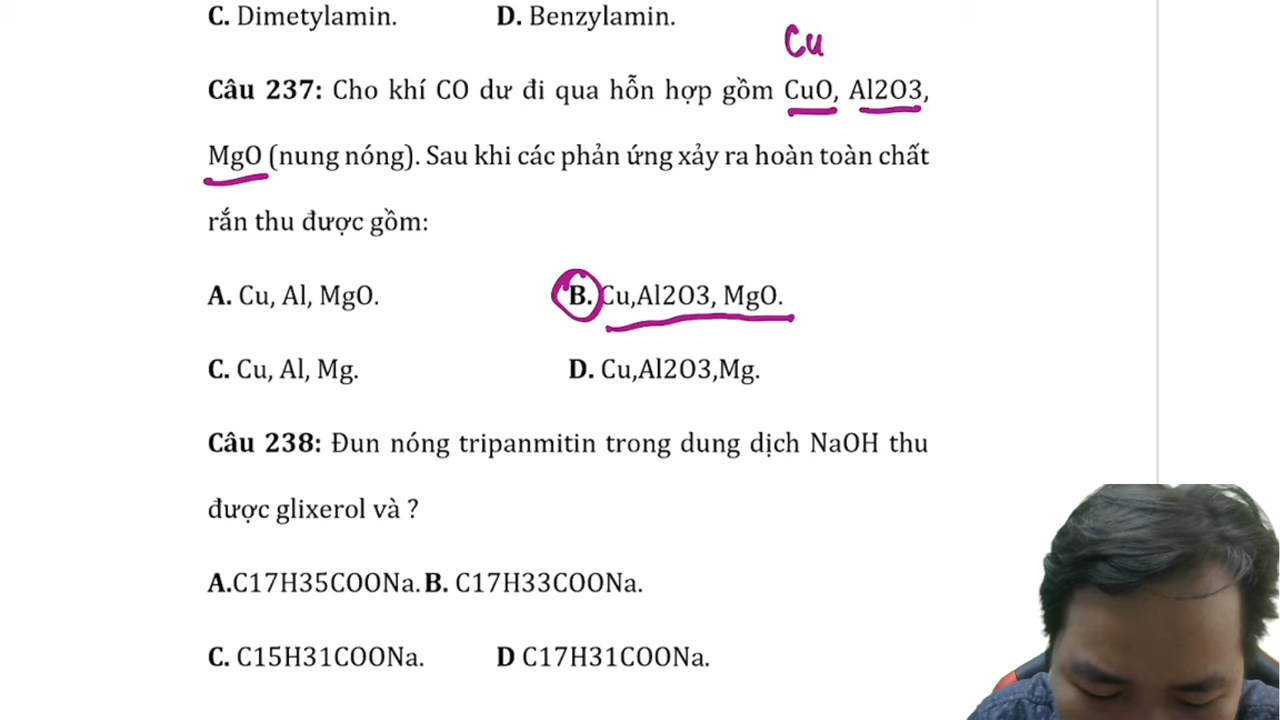 C. Dimetylamin. D. Benzylamin.
Cu
Câu 237: Cho khí CO dư đi qua hỗn hợp gồm CuO, Al2O3,
MgO (nung nóng). Sau khi các phản ứng xảy ra hoàn toàn chất
rắn thu được gồm:
A. Cu, Al, MgO. B. Cu,Al2O3, MgO.
C. Cu, Al, Mg. D. Cu,Al2O3,Mg.
Câu 238: Đun nóng tripanmitin trong dung dịch NaOH thu
được glixerol và ?
A.C17H35COONa. B. C17H33COONa.
C. C15H31COONa. D C17H31COONa.